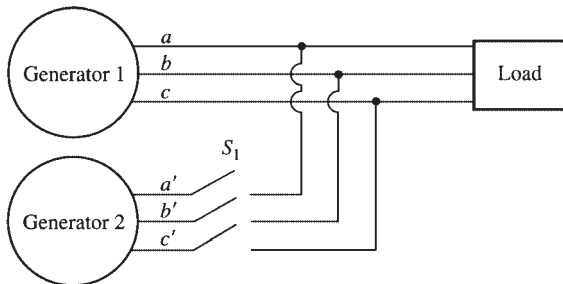 a
Generator 1
b
Load
c
S₁
a′
Generator 2
b′
c′